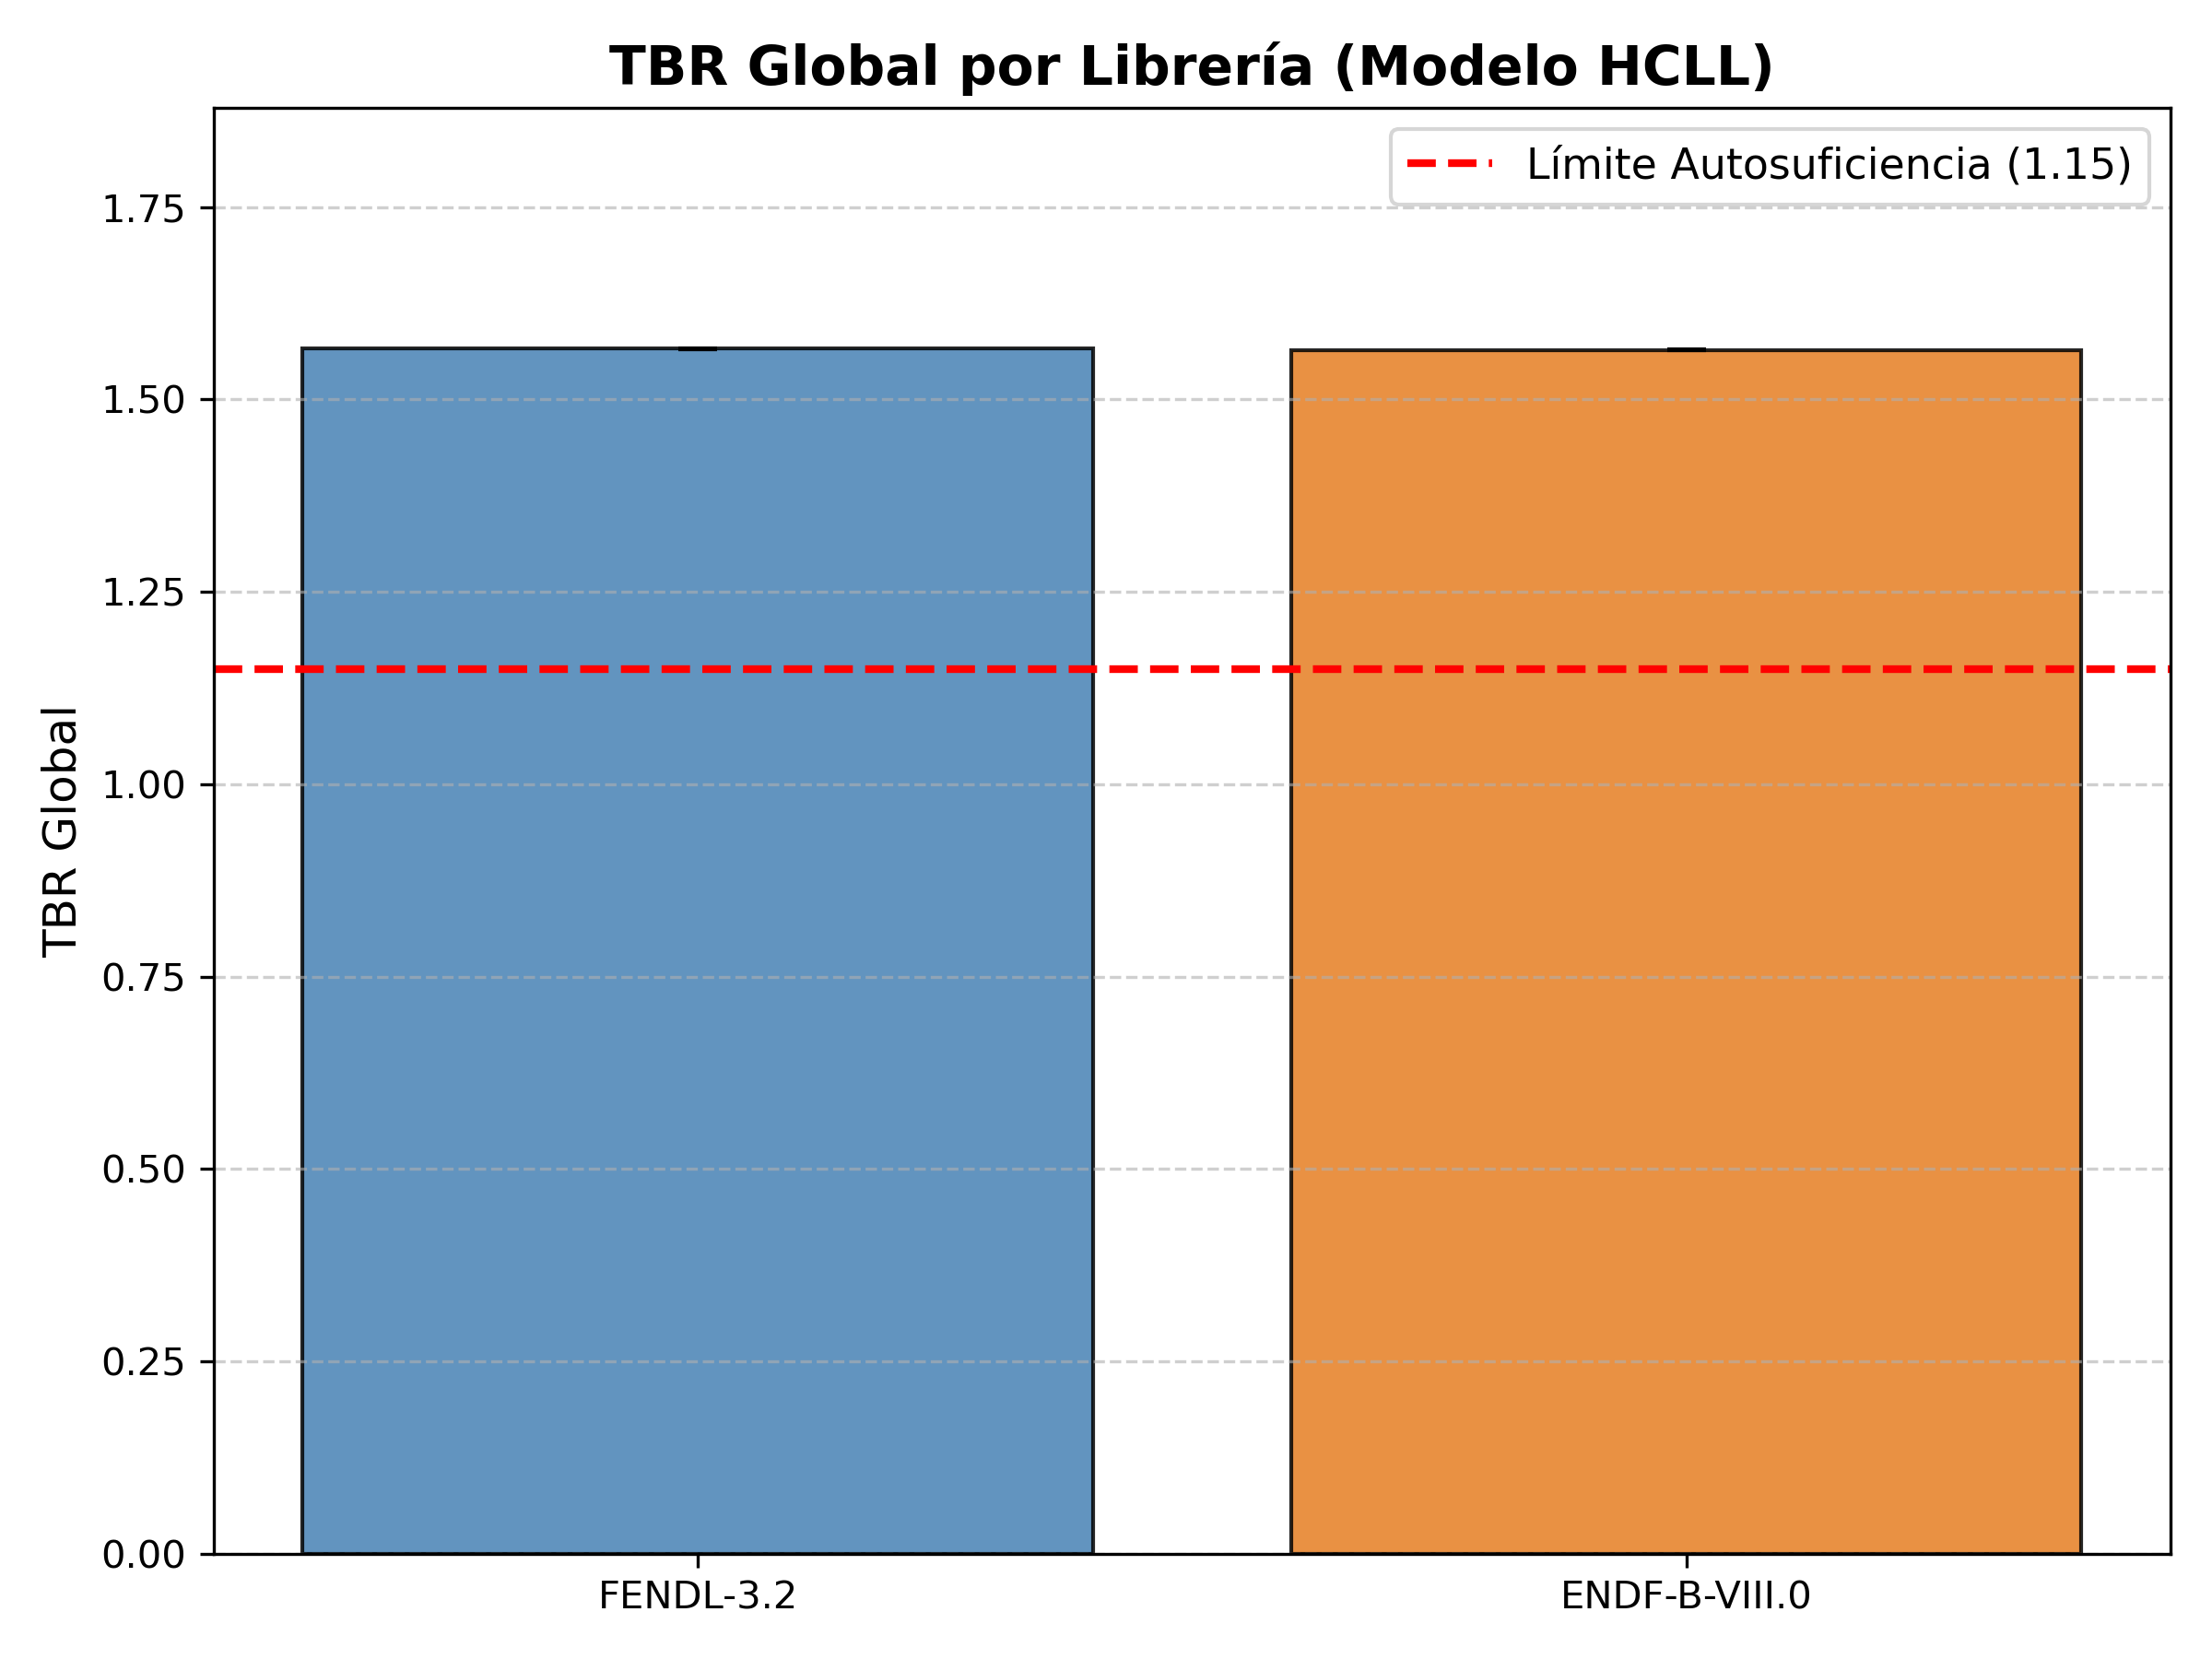 TBR Global por Librería (Modelo HCLL)
Límite Autosuficiencia (1.15)
1.75
1.50
1.25
1.00
0.75
0.50
0.25
0.00
TBR Global
FENDL-3.2
ENDF-B-VIII.0